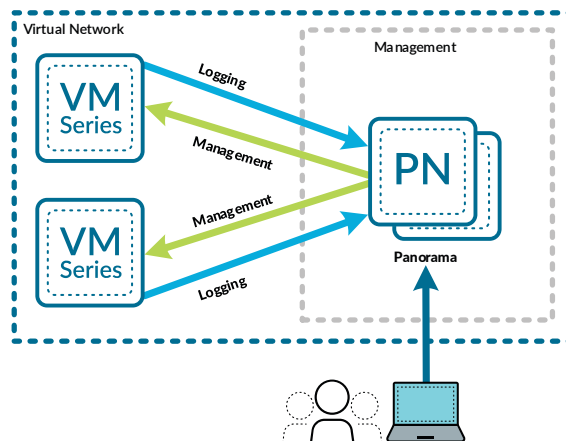 Virtual Network
Management
Logging
VM
Series
Management
PN
Management
VM
Series
Logging
Panorama